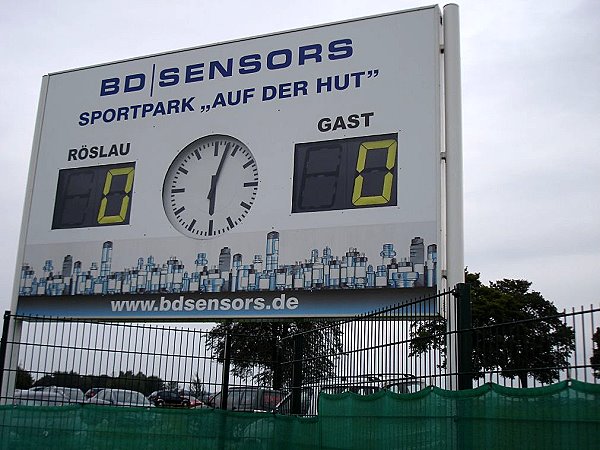 BD|SENSORS
SPORTPARK „AUF DER HUT”
GAST
RÖSLAU
0
0
www.bdsensors.de